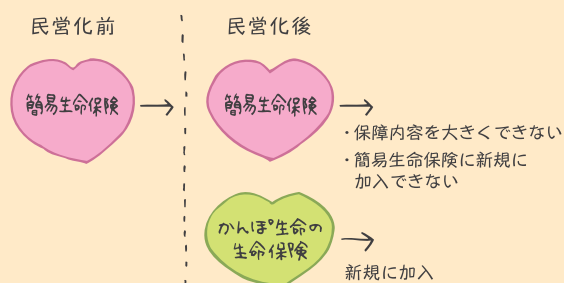 民営化前
民営化後
簡易生命保険
簡易生命保険
・保障内容を大きくできない
・簡易生命保険に新規に
加入できない
かんぽ生命の
生命保険
新規に加入